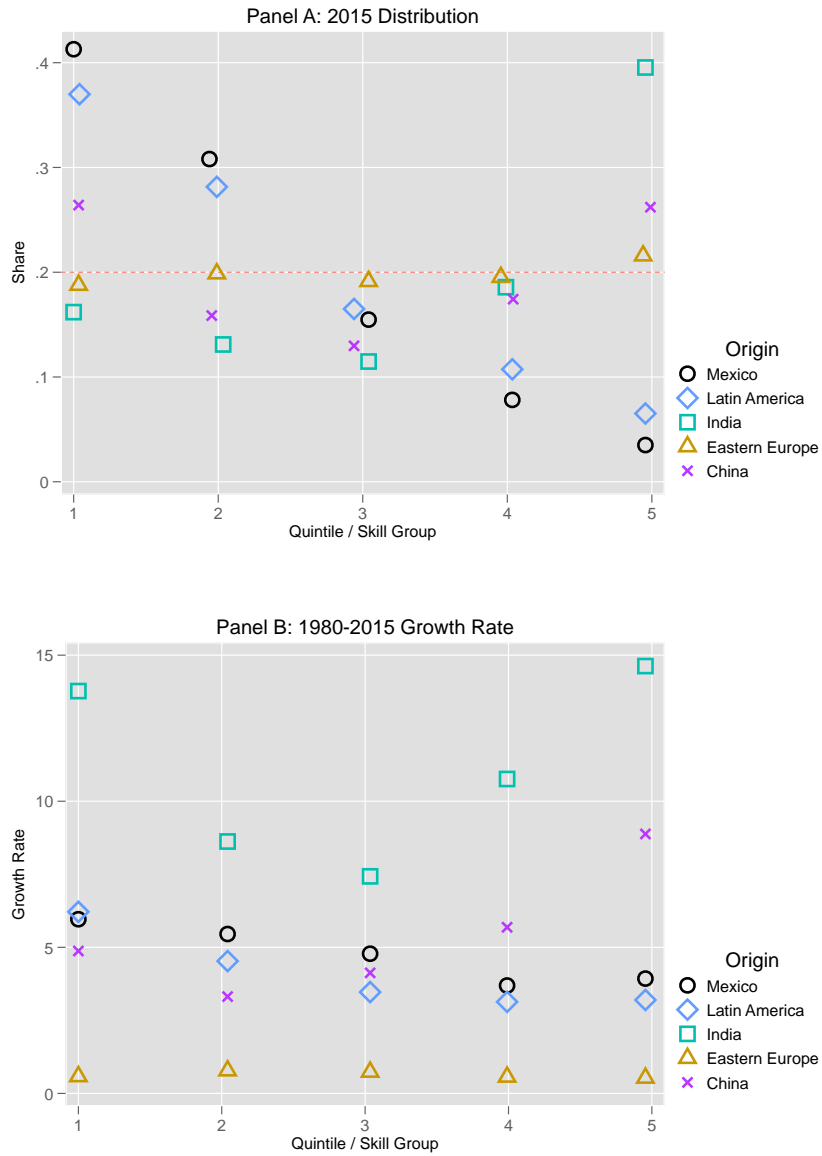 Panel A: 2015 Distribution
.4
.3
.2
.1
0
Share
1 2 3 4 5
Quintile / Skill Group
Origin
Mexico
Latin America
India
Eastern Europe
China
Panel B: 1980-2015 Growth Rate
15
10
5
0
Growth Rate
1 2 3 4 5
Quintile / Skill Group
Origin
Mexico
Latin America
India
Eastern Europe
China